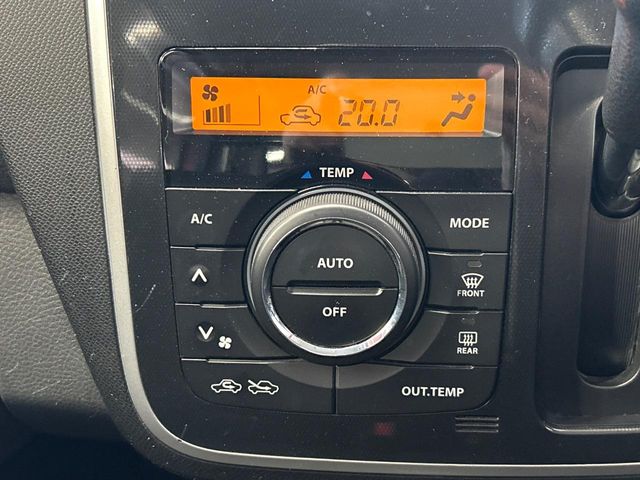 A/C
20.0
TEMP
A/C
MODE
AUTO
OFF
FRONT
REAR
OUT.TEMP